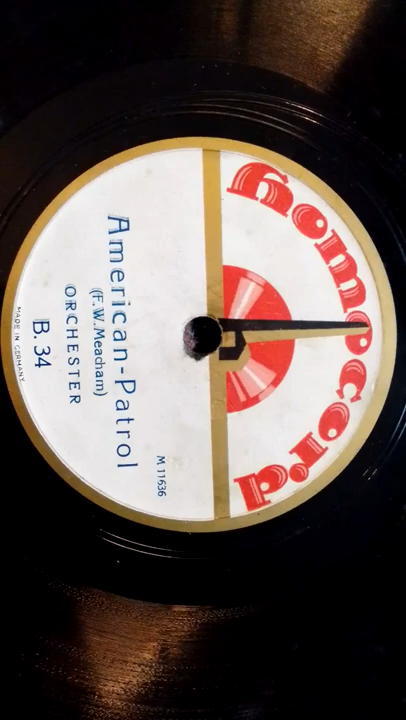 homocord
M 11636
American-Patrol
(F.W. Meacham)
ORCHESTER
B. 34
MADE IN GERMANY